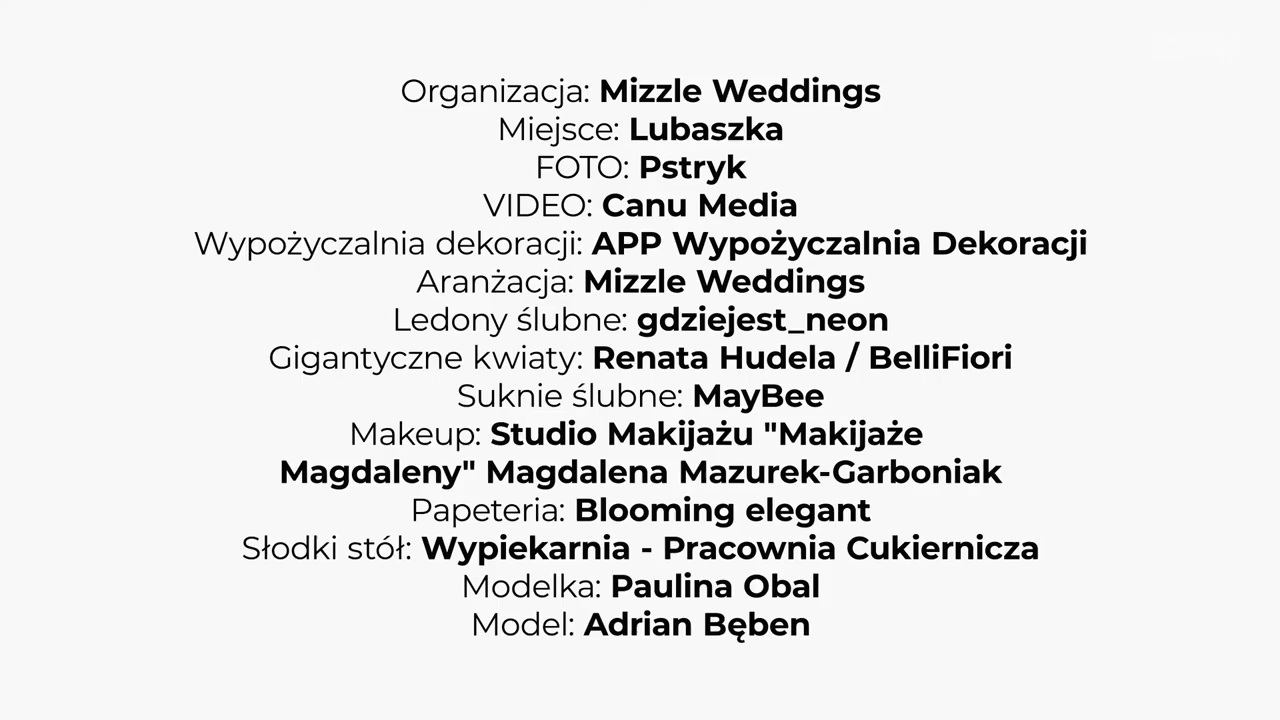 Organizacja: Mizzle Weddings
Miejsce: Lubaszka
FOTO: Pstryk
VIDEO: Canu Media
Wypożyczalnia dekoracji: APP Wypożyczalnia Dekoracji
Aranżacja: Mizzle Weddings
Ledony ślubne: gdziejest_neon
Gigantyczne kwiaty: Renata Hudela / BelliFiori
Suknie ślubne: MayBee
Makeup: Studio Makijażu "Makijaże
Magdaleny" Magdalena Mazurek-Garboniak
Papeteria: Blooming elegant
Słodki stół: Wypiekarnia - Pracownia Cukiernicza
Modelka: Paulina Obal
Model: Adrian Bęben